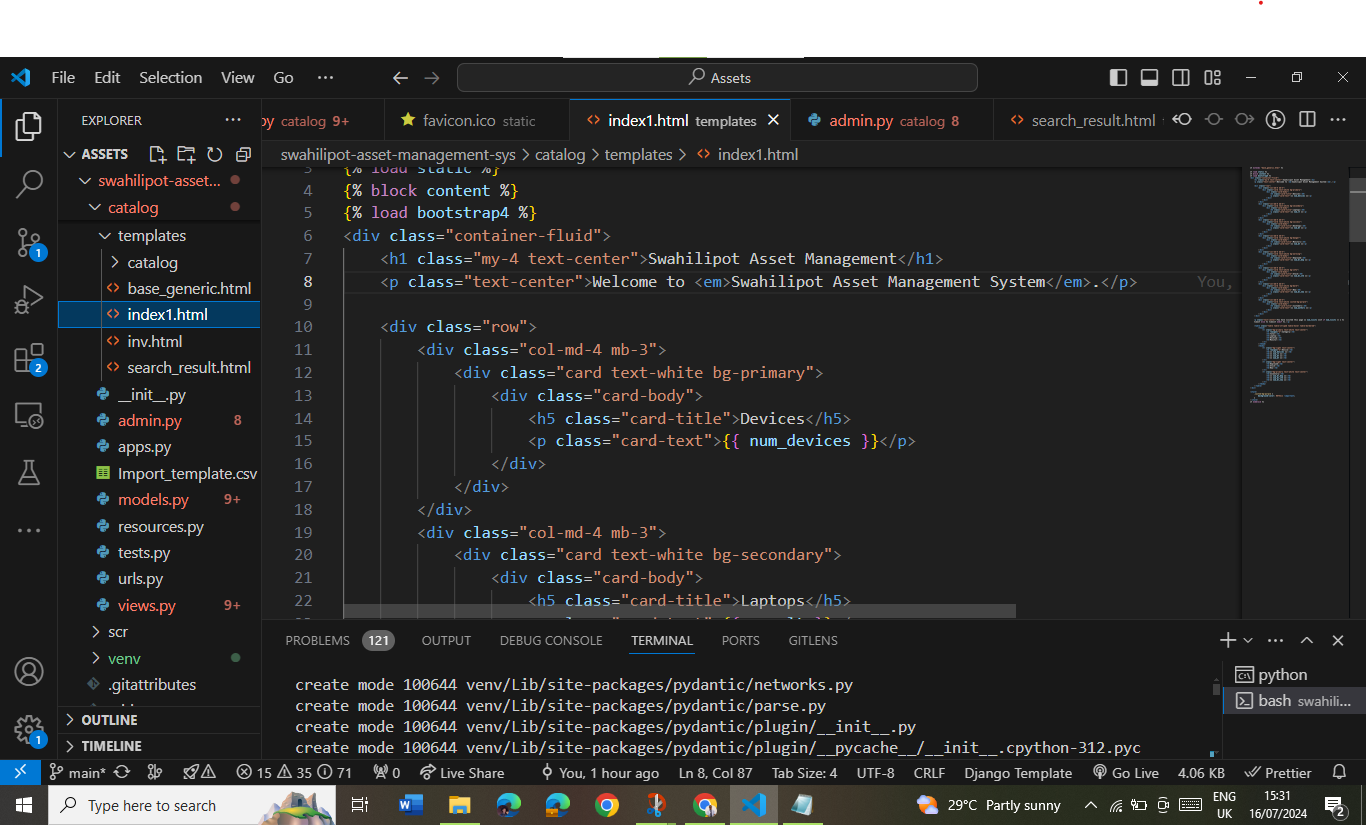 File Edit Selection View Go ··· Assets
EXPLORER ···
py catalog 9+ favicon.ico static index1.html templates admin.py catalog 8 search_result.html
swahilipot-asset-management-sys > catalog > templates > index1.html
ASSETS
swahilipot-asset...
catalog
templates
catalog
base_generic.html
index1.html
inv.html
search_result.html
__init__.py
admin.py 8
apps.py
Import_template.csv
models.py 9+
resources.py
tests.py
urls.py
views.py 9+
scr
venv
.gitattributes
OUTLINE
TIMELINE
1
2
1
3 {% load static %}
4 {% block content %}
5 {% load bootstrap4 %}
6 <div class="container-fluid">
7 <h1 class="my-4 text-center">Swahilipot Asset Management</h1>
8 <p class="text-center">Welcome to <em>Swahilipot Asset Management System</em>.</p> You,
9
10 <div class="row">
11 <div class="col-md-4 mb-3">
12 <div class="card text-white bg-primary">
13 <div class="card-body">
14 <h5 class="card-title">Devices</h5>
15 <p class="card-text">{{ num_devices }}</p>
16 </div>
17 </div>
18 </div>
19 <div class="col-md-4 mb-3">
20 <div class="card text-white bg-secondary">
21 <div class="card-body">
22 <h5 class="card-title">Laptops</h5>
PROBLEMS 121 OUTPUT DEBUG CONSOLE TERMINAL PORTS GITLENS
create mode 100644 venv/Lib/site-packages/pydantic/networks.py
create mode 100644 venv/Lib/site-packages/pydantic/parse.py
create mode 100644 venv/Lib/site-packages/pydantic/plugin/__init__.py
create mode 100644 venv/Lib/site-packages/pydantic/plugin/__pycache__/__init__.cpython-312.pyc
python
bash swahili...
main* 15 35 71 0 Live Share You, 1 hour ago Ln 8, Col 87 Tab Size: 4 UTF-8 CRLF Django Template Go Live 4.06 KB Prettier
Type here to search 29°C Partly sunny ENG UK 15:31 16/07/2024 2